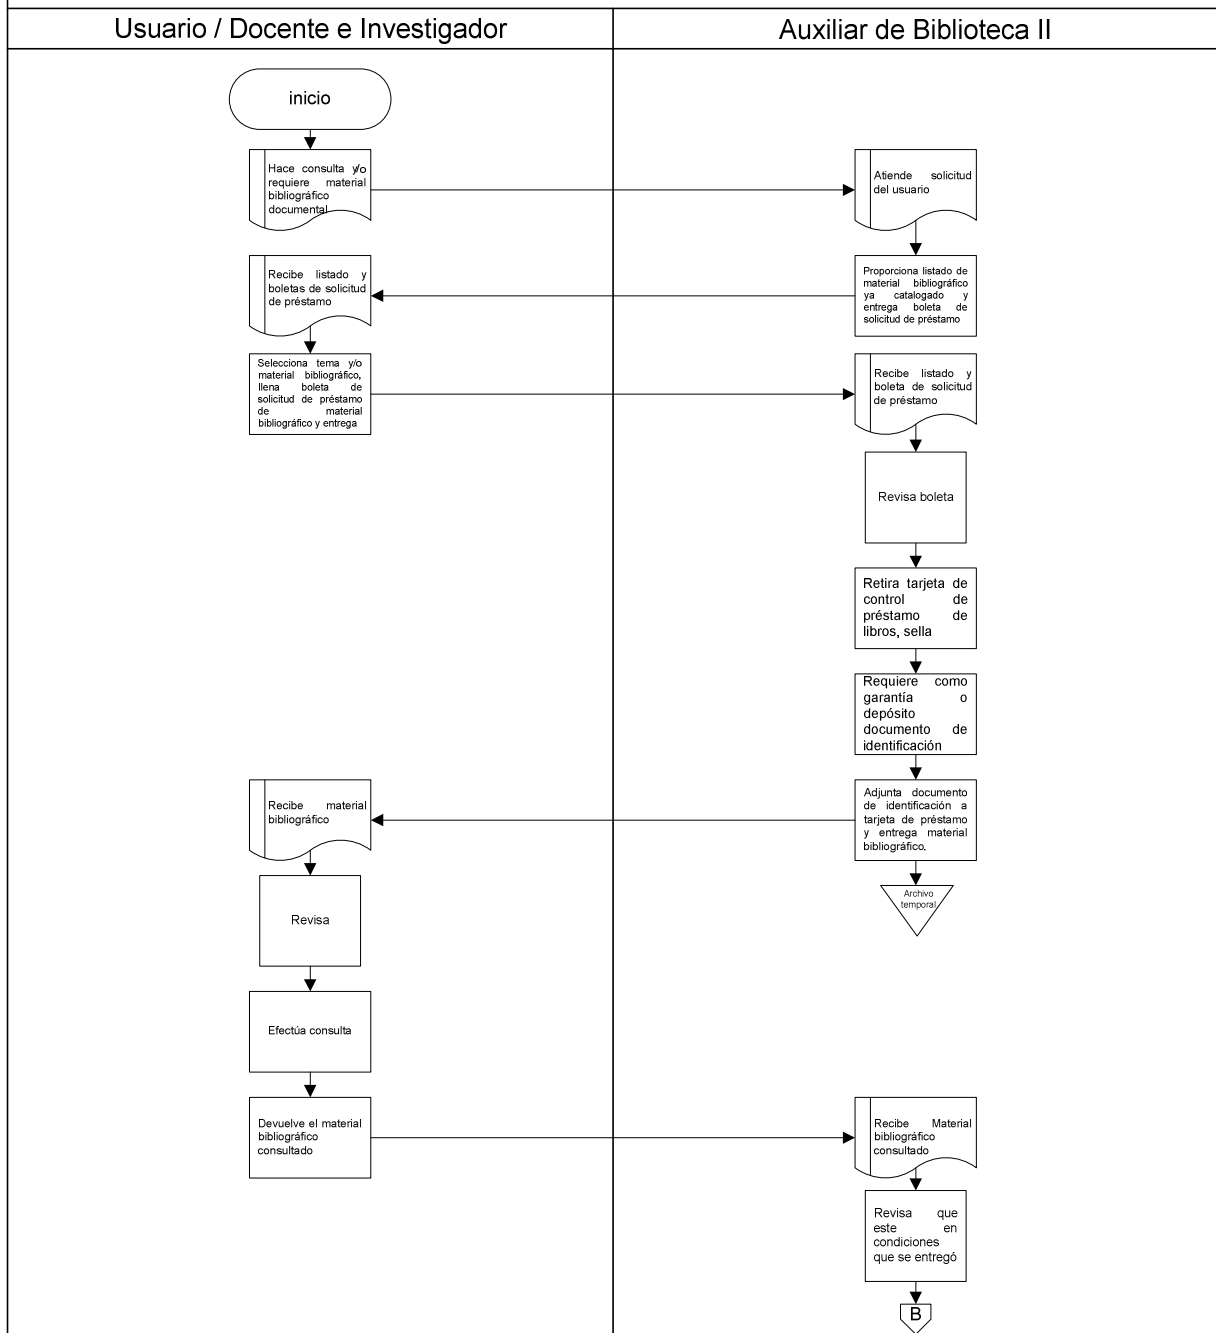 Usuario / Docente e Investigador
Auxiliar de Biblioteca II
inicio
Hace consulta y/o
requiere material
bibliográfico
documental
Atiende solicitud
del usuario
Proporciona listado de
material bibliográfico
ya catalogado y
entrega boleta de
solicitud de préstamo
Recibe listado y
boletas de solicitud
de préstamo
Selecciona tema y/o
material bibliográfico,
llena boleta de
solicitud de préstamo
de material
bibliográfico y entrega
Recibe listado y
boleta de solicitud
de préstamo
Revisa boleta
Retira tarjeta de
control de
préstamo de
libros, sella
Requiere como
garantía o
depósito
documento de
identificación
Adjunta documento
de identificación a
tarjeta de préstamo
y entrega material
bibliográfico.
Archivo
temporal
Recibe material
bibliográfico
Revisa
Efectúa consulta
Devuelve el material
bibliográfico
consultado
Recibe Material
bibliográfico
consultado
Revisa que
este en
condiciones
que se entregó
B